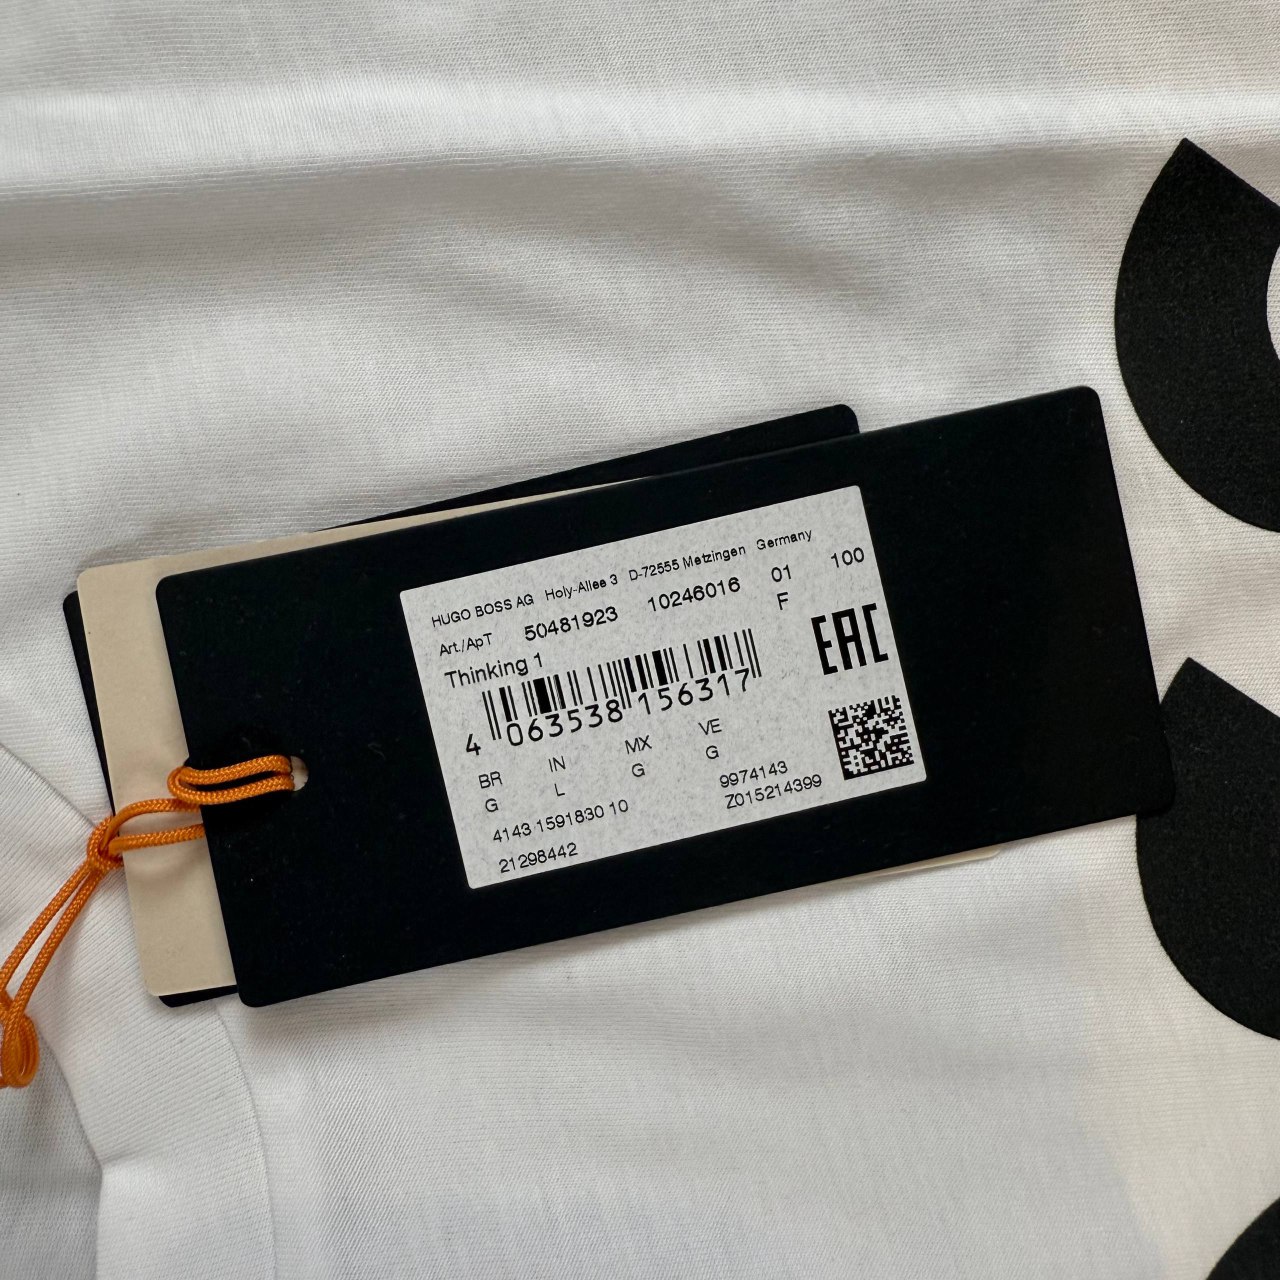 HUGO BOSS AG Holy-Allee 3 D-72555 Metzingen Germany
Art./АрТ 50481923 10246016 01 100
Thinking 1 F
EAC
4 063538 156317
BR IN MX VE
G L G G
4143 1591830 10 9974143
21298442 Z015214399